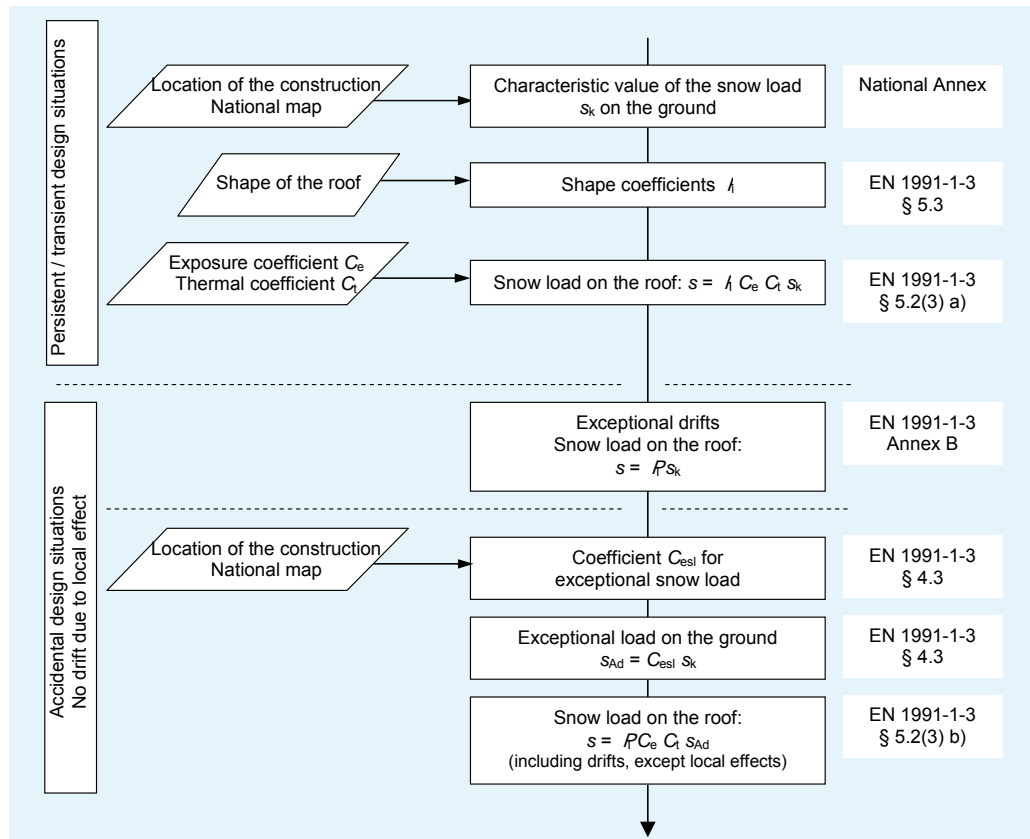 Persistent / transient design situations
Location of the construction
National map
Characteristic value of the snow load
sk on the ground
National Annex
Shape of the roof
Shape coefficients
EN 1991-1-3
§ 5.3
Exposure coefficient Ce
Thermal coefficient Ct
Snow load on the roof: s = Ce Ct sk
EN 1991-1-3
§ 5.2(3) a)
Accidental design situations
No drift due to local effect
Exceptional drifts
Snow load on the roof:
s = sk
EN 1991-1-3
Annex B
Location of the construction
National map
Coefficient Cesl for
exceptional snow load
EN 1991-1-3
§ 4.3
Exceptional load on the ground
sAd = Cesl sk
EN 1991-1-3
§ 4.3
Snow load on the roof:
s = Ce Ct sAd
(including drifts, except local effects)
EN 1991-1-3
§ 5.2(3) b)